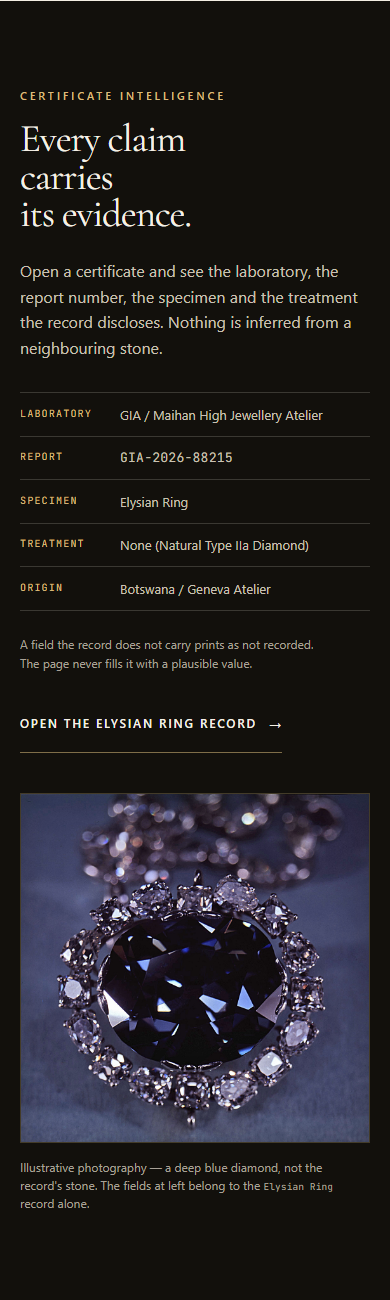 CERTIFICATE INTELLIGENCE
Every claim
carries
its evidence.
Open a certificate and see the laboratory, the
report number, the specimen and the treatment
the record discloses. Nothing is inferred from a
neighbouring stone.
LABORATORY GIA / Maihan High Jewellery Atelier
REPORT GIA-2026-88215
SPECIMEN Elysian Ring
TREATMENT None (Natural Type IIa Diamond)
ORIGIN Botswana / Geneva Atelier
A field the record does not carry prints as not recorded.
The page never fills it with a plausible value.
OPEN THE ELYSIAN RING RECORD →
Illustrative photography — a deep blue diamond, not the
record's stone. The fields at left belong to the Elysian Ring
record alone.